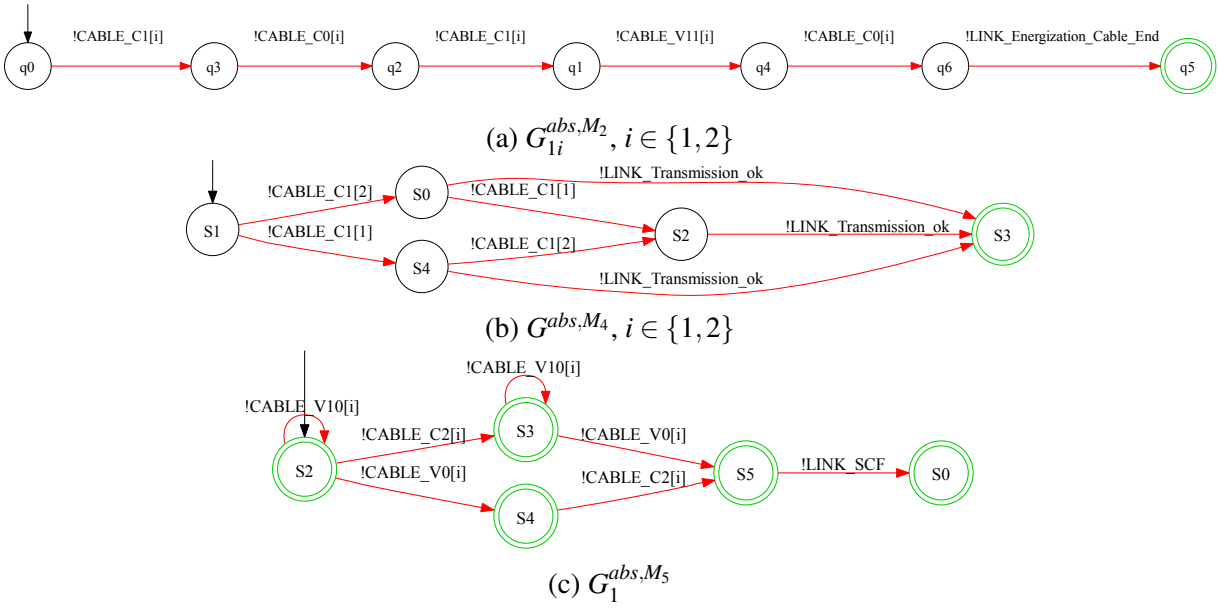 !CABLE_C1[i] !CABLE_C0[i] !CABLE_C1[i] !CABLE_V11[i] !CABLE_C0[i] !LINK_Energization_Cable_End
q0 q3 q2 q1 q4 q6 q5
(a) G_{1i}^{abs,M_2}, i ∈ {1,2}
!LINK_Transmission_ok
!CABLE_C1[2] S0 !CABLE_C1[1]
S1 !CABLE_C1[1] S2 !LINK_Transmission_ok S3
!CABLE_C1[2]
S4 !LINK_Transmission_ok
(b) G^{abs,M_4}, i ∈ {1,2}
!CABLE_V10[i]
!CABLE_V10[i]
!CABLE_C2[i] S3 !CABLE_V0[i]
S2 !CABLE_V0[i] !CABLE_C2[i] S5 !LINK_SCF S0
S4
(c) G_1^{abs,M_5}